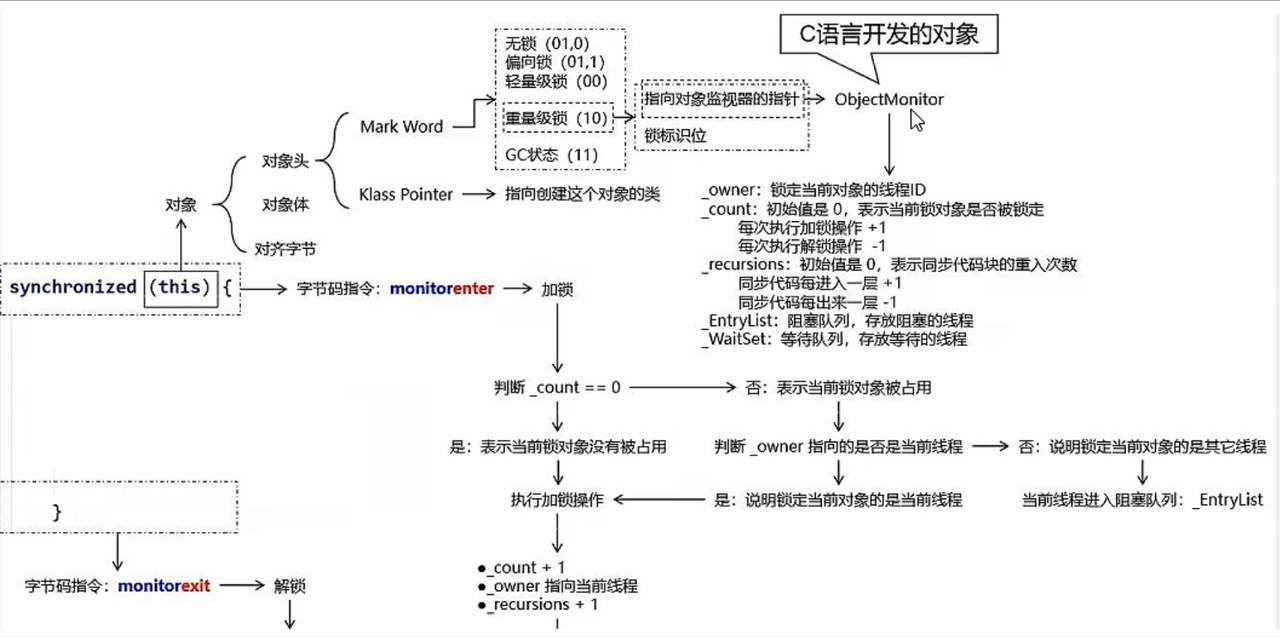 C语言开发的对象
无锁（01,0）
偏向锁（01,1）
轻量级锁（00）
重量级锁（10）
GC状态（11）
指向对象监视器的指针
锁标识位
ObjectMonitor
Mark Word
对象头
Klass Pointer
指向创建这个对象的类
对象
对象体
对齐字节
_owner：锁定当前对象的线程ID
_count：初始值是 0，表示当前锁对象是否被锁定
每次执行加锁操作 +1
每次执行解锁操作 -1
_recursions：初始值是 0，表示同步代码块的重入次数
同步代码每进入一层 +1
同步代码每出来一层 -1
_EntryList：阻塞队列，存放阻塞的线程
_WaitSet：等待队列，存放等待的线程
synchronized (this) {
字节码指令：monitorenter
加锁
判断 _count == 0
否：表示当前锁对象被占用
是：表示当前锁对象没有被占用
判断 _owner 指向的是否是当前线程
否：说明锁定当前对象的是其它线程
执行加锁操作
是：说明锁定当前对象的是当前线程
当前线程进入阻塞队列：_EntryList
}
●_count + 1
●_owner 指向当前线程
●_recursions + 1
字节码指令：monitorexit
解锁